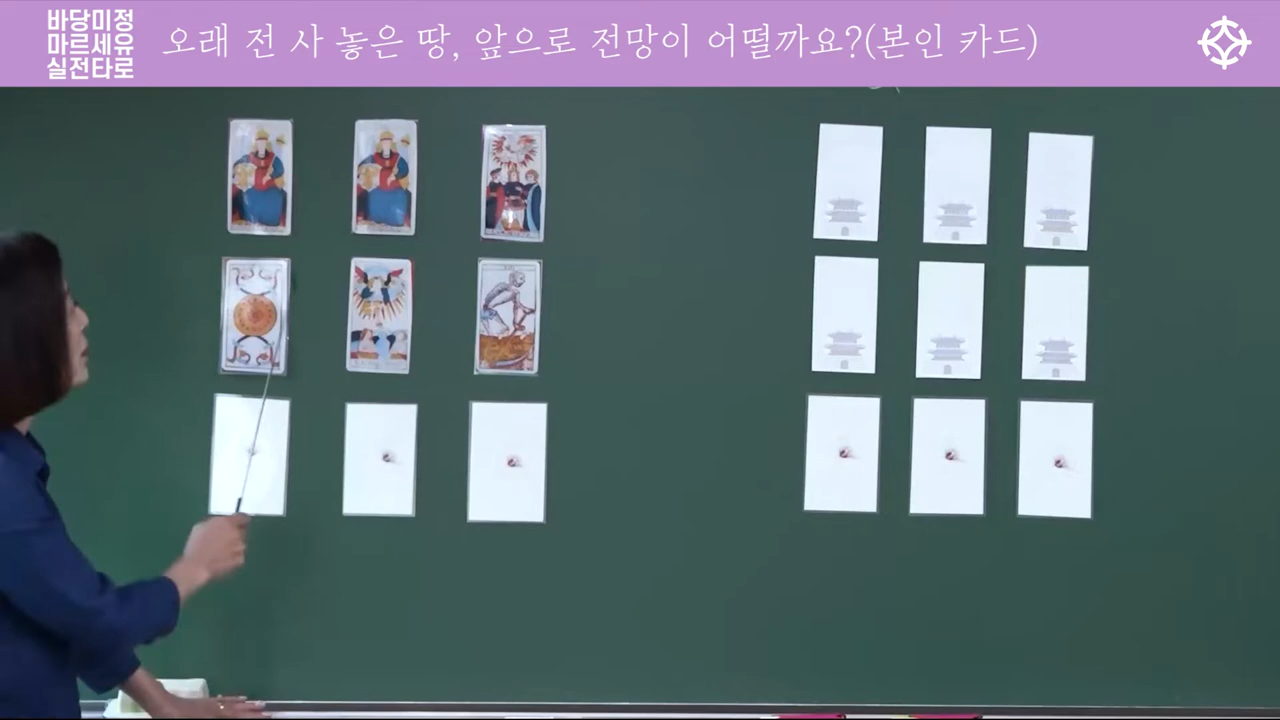 바당미정
마르세유
실전타로
오래 전 사 놓은 땅, 앞으로 전망이 어떨까요?(본인 카드)